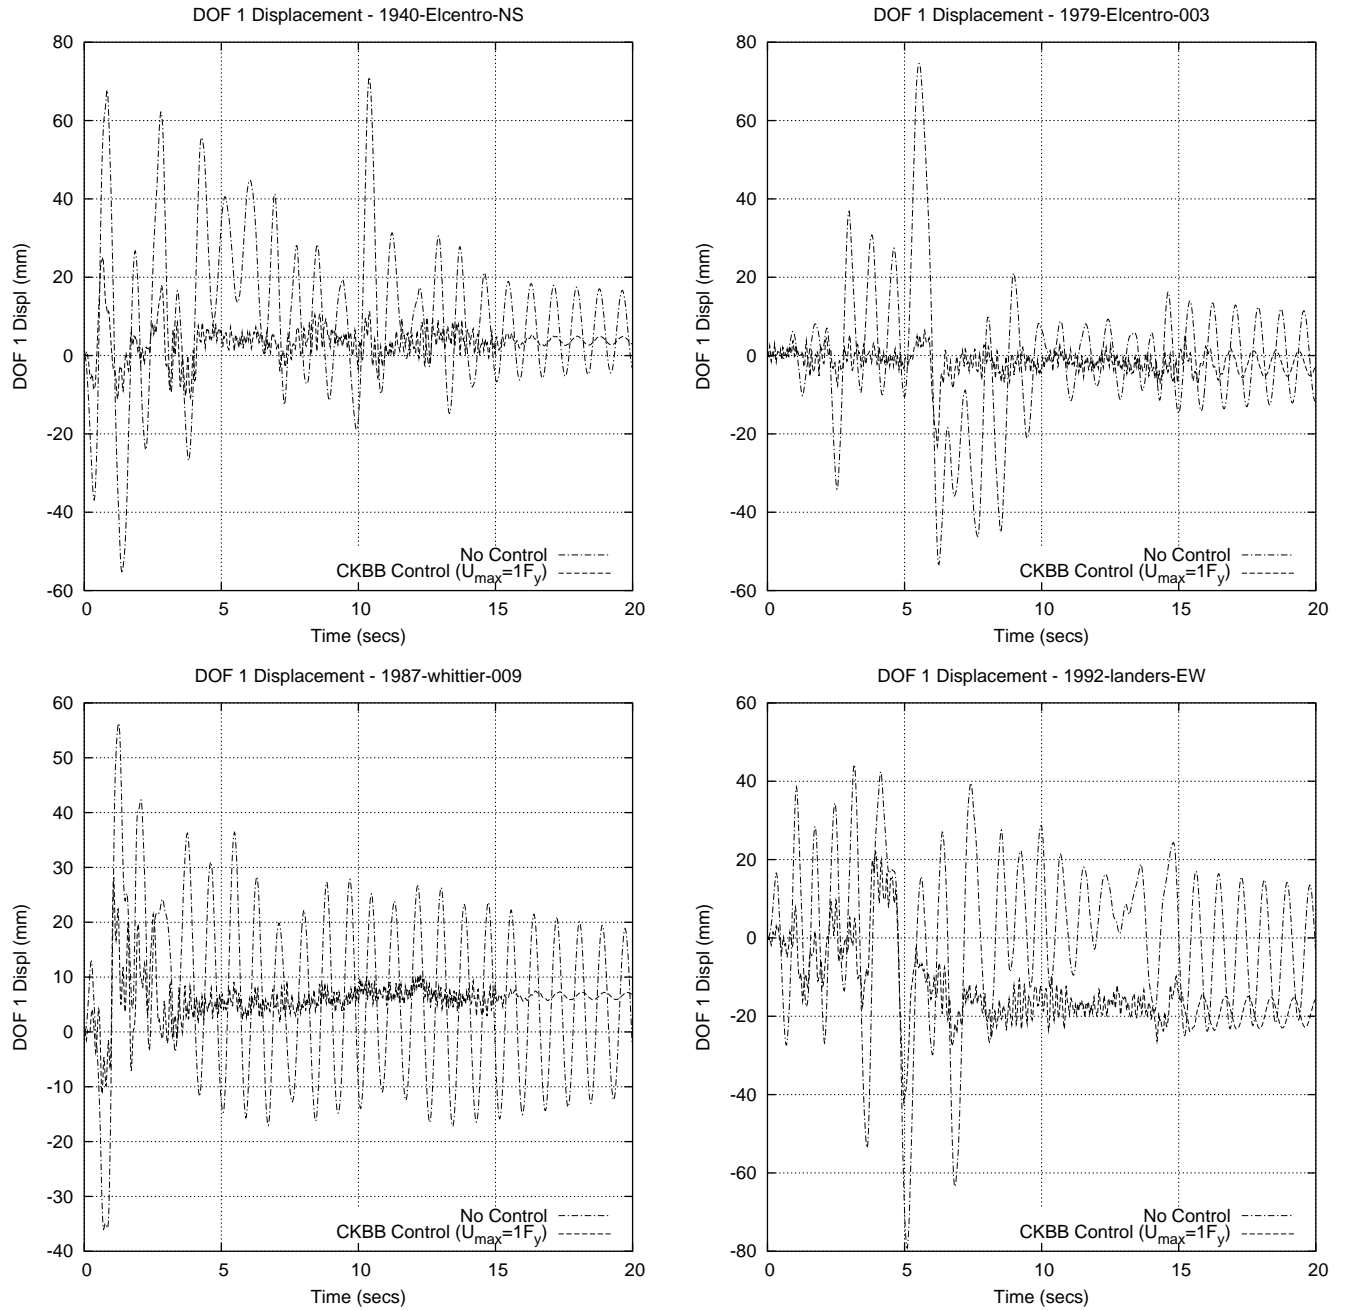 DOF 1 Displacement - 1940-Elcentro-NS
80
60
40
20
0
-20
-40
-60
DOF 1 Displ (mm)
No Control
CKBB Control (Umax=1Fy)
0 5 10 15 20
Time (secs)
DOF 1 Displacement - 1979-Elcentro-003
80
60
40
20
0
-20
-40
-60
DOF 1 Displ (mm)
No Control
CKBB Control (Umax=1Fy)
0 5 10 15 20
Time (secs)
DOF 1 Displacement - 1987-whittier-009
60
50
40
30
20
10
0
-10
-20
-30
-40
DOF 1 Displ (mm)
No Control
CKBB Control (Umax=1Fy)
0 5 10 15 20
Time (secs)
DOF 1 Displacement - 1992-landers-EW
60
40
20
0
-20
-40
-60
-80
DOF 1 Displ (mm)
No Control
CKBB Control (Umax=1Fy)
0 5 10 15 20
Time (secs)